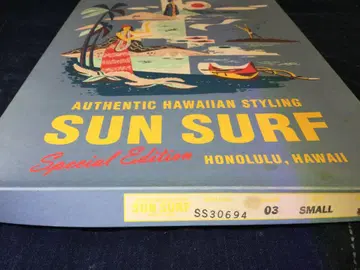 AUTHENTIC HAWAIIAN STYLING
SUN SURF
Special Edition HONOLULU, HAWAII
SUN SURF SS30694 03 SMALL